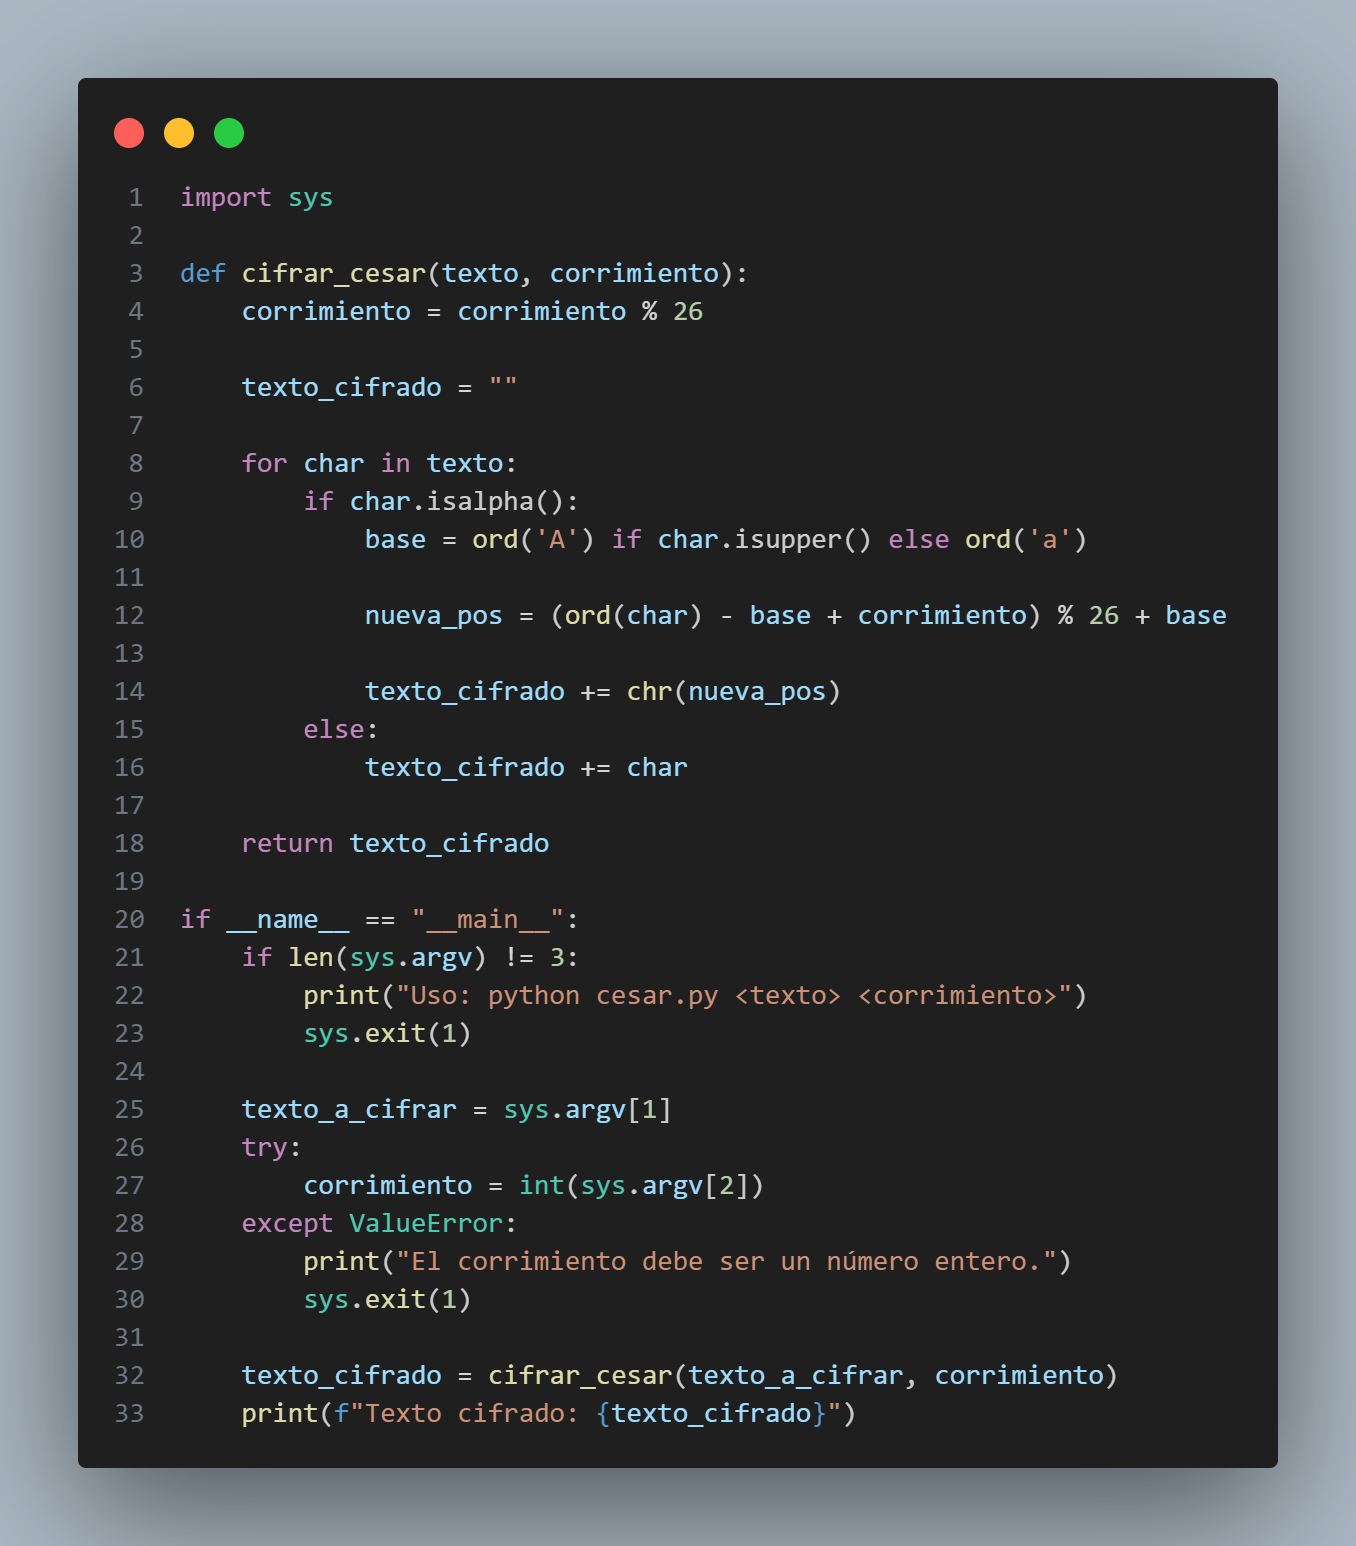 1 import sys
2
3 def cifrar_cesar(texto, corrimiento):
4     corrimiento = corrimiento % 26
5
6     texto_cifrado = ""
7
8     for char in texto:
9         if char.isalpha():
10             base = ord('A') if char.isupper() else ord('a')
11
12             nueva_pos = (ord(char) - base + corrimiento) % 26 + base
13
14             texto_cifrado += chr(nueva_pos)
15         else:
16             texto_cifrado += char
17
18     return texto_cifrado
19
20 if __name__ == "__main__":
21     if len(sys.argv) != 3:
22         print("Uso: python cesar.py <texto> <corrimiento>")
23         sys.exit(1)
24
25     texto_a_cifrar = sys.argv[1]
26     try:
27         corrimiento = int(sys.argv[2])
28     except ValueError:
29         print("El corrimiento debe ser un número entero.")
30         sys.exit(1)
31
32     texto_cifrado = cifrar_cesar(texto_a_cifrar, corrimiento)
33     print(f"Texto cifrado: {texto_cifrado}")